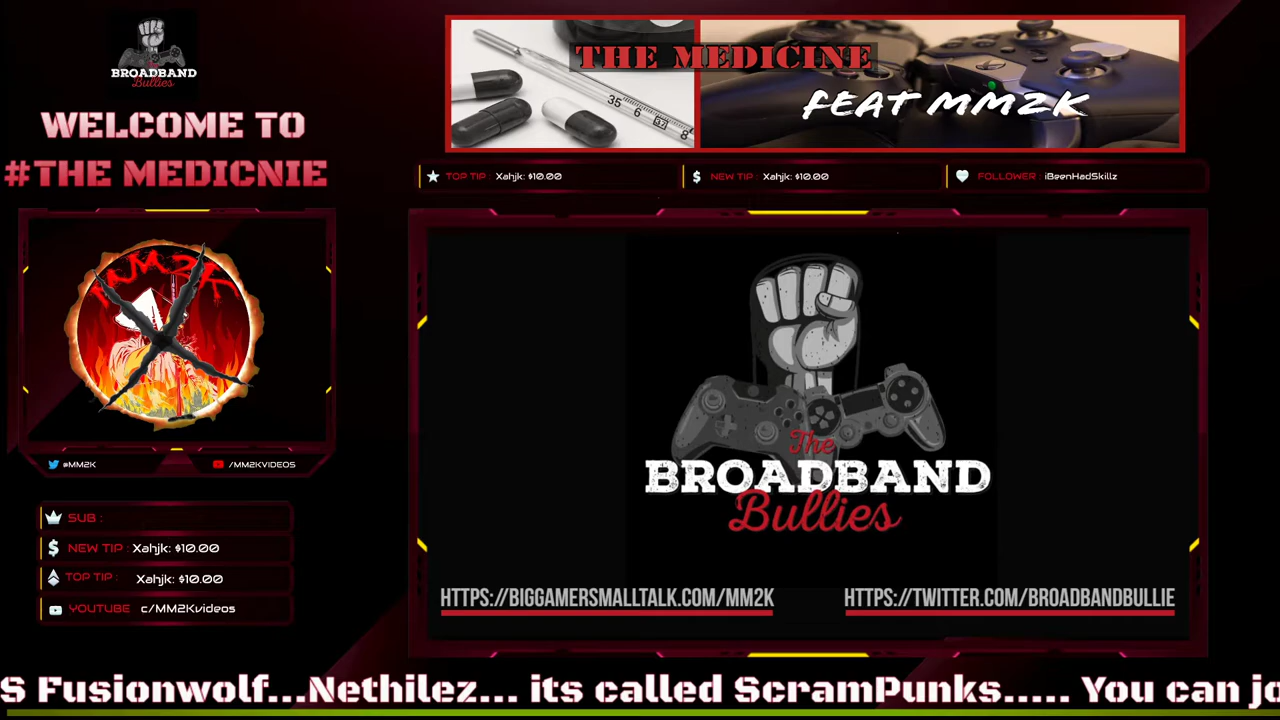 BROADBAND
Bullies
WELCOME TO
#THE MEDICNIE
THE MEDICINE
FEAT MM2K
35 6 37 8
TOP TIP : Xahjk: $10.00
NEW TIP : Xahjk: $10.00
FOLLOWER : iBeenHadSkillz
MM2K
@MM2K
/MM2KVIDEOS
SUB :
NEW TIP : Xahjk: $10.00
TOP TIP : Xahjk: $10.00
YOUTUBE c/MM2Kvideos
The
BROADBAND
Bullies
HTTPS://BIGGAMERSMALLTALK.COM/MM2K
HTTPS://TWITTER.COM/BROADBANDBULLIE
S Fusionwolf...Nethilez... its called ScramPunks..... You can jo